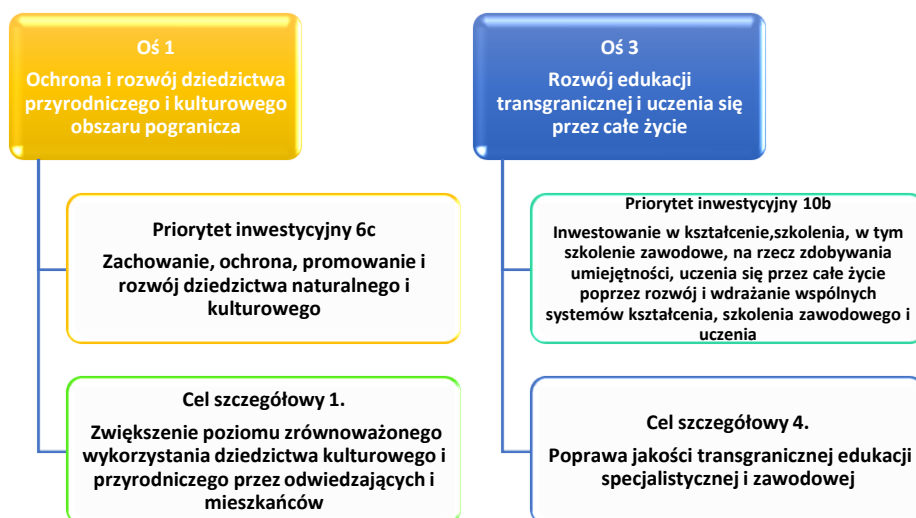 Oś 1
Ochrona i rozwój dziedzictwa
przyrodniczego i kulturowego
obszaru pogranicza
Priorytet inwestycyjny 6c
Zachowanie, ochrona, promowanie i
rozwój dziedzictwa naturalnego i
kulturowego
Cel szczegółowy 1.
Zwiększenie poziomu zrównoważonego
wykorzystania dziedzictwa kulturowego i
przyrodniczego przez odwiedzających i
mieszkańców
Oś 3
Rozwój edukacji
transgranicznej i uczenia się
przez całe życie
Priorytet inwestycyjny 10b
Inwestowanie w kształcenie,szkolenia, w tym
szkolenie zawodowe, na rzecz zdobywania
umiejętności, uczenia się przez całe życie
poprzez rozwój i wdrażanie wspólnych
systemów kształcenia, szkolenia zawodowego i
uczenia
Cel szczegółowy 4.
Poprawa jakości transgranicznej edukacji
specjalistycznej i zawodowej